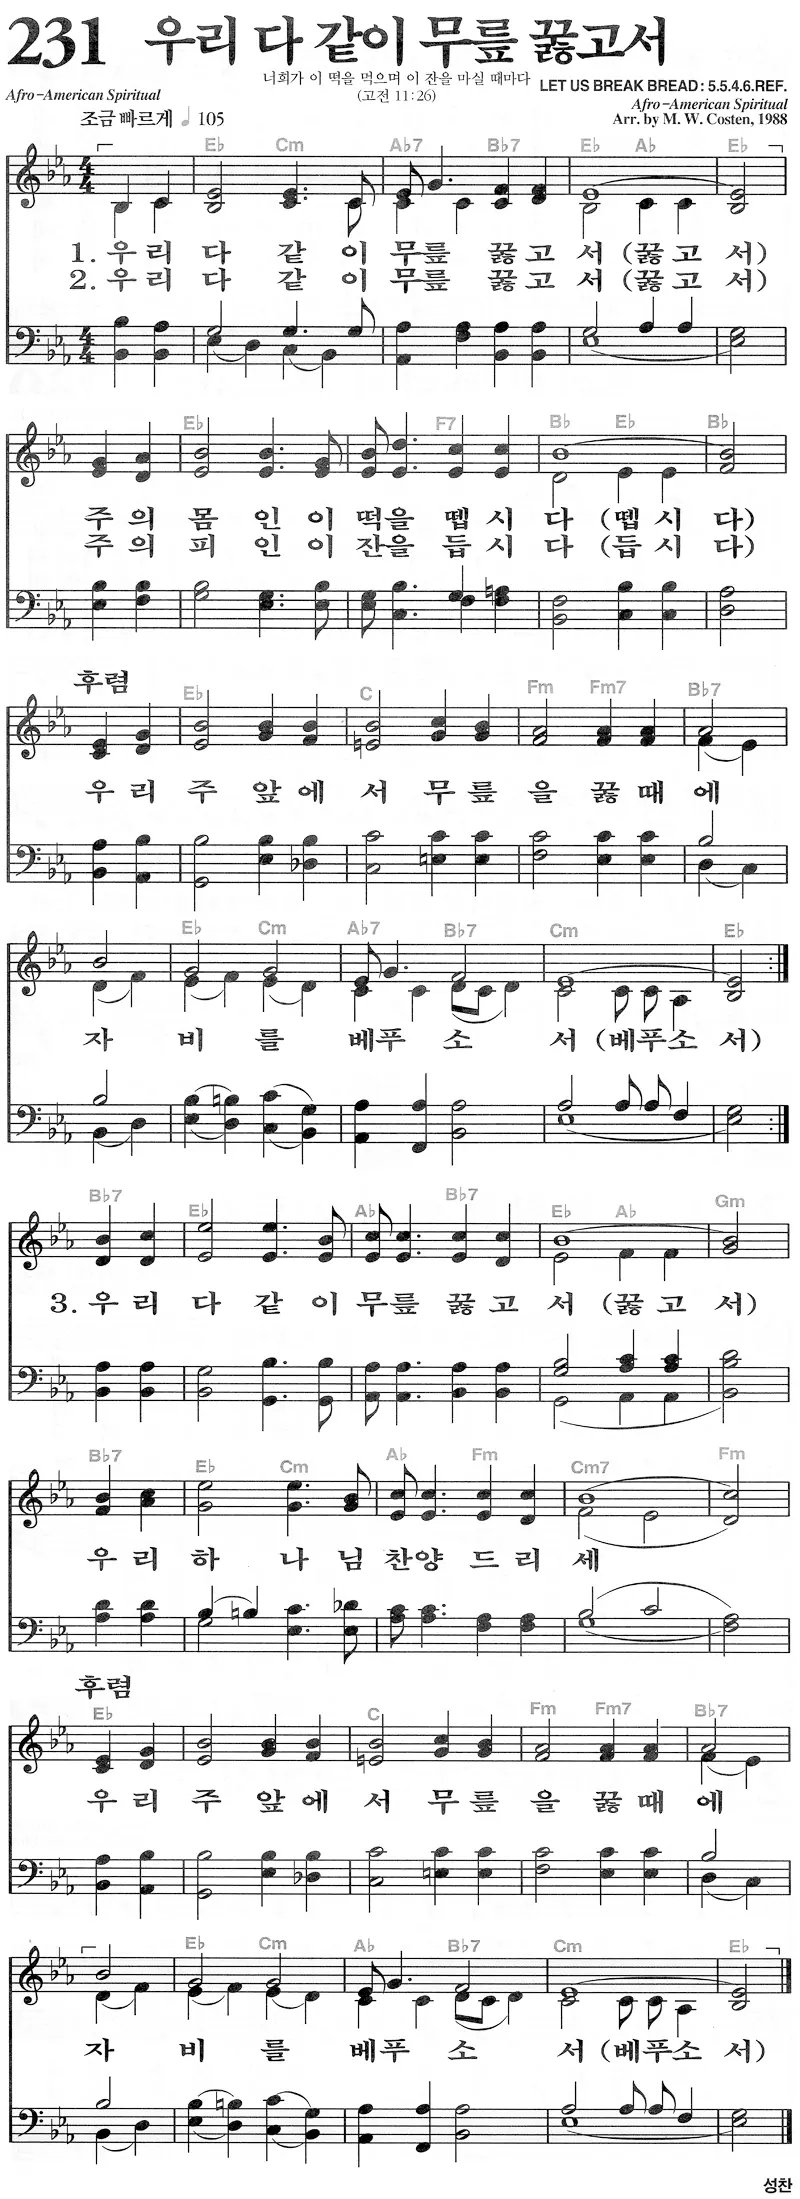 231 우리 다 같이 무릎 꿇고서
너희가 이 떡을 먹으며 이 잔을 마실 때마다
(고전 11:26)
LET US BREAK BREAD: 5.5.4.6.REF.
Afro-American Spiritual
Afro-American Spiritual
조금 빠르게 ♩ 105
Arr. by M. W. Costen, 1988
E♭ Cm A♭7 B♭7 E♭ A♭ E♭
1. 우 리 다 같 이 무릎 꿇 고 서 (꿇 고 서)
2. 우 리 다 같 이 무릎 꿇 고 서 (꿇 고 서)
E♭ F7 B♭ E♭ B♭
주 의 몸 인 이 떡을 뗍 시 다 (뗍 시 다)
주 의 피 인 이 잔을 듭 시 다 (듭 시 다)
후렴
E♭ C Fm Fm7 B♭7
우 리 주 앞 에 서 무 릎 을 꿇 때 에
E♭ Cm A♭7 B♭7 Cm E♭
자 비 를 베푸 소 서 (베푸소 서)
B♭7 E♭ A♭ B♭7 E♭ A♭ Gm
3. 우 리 다 같 이 무릎 꿇 고 서 (꿇 고 서)
B♭7 E♭ Cm A♭ Fm Cm7 Fm
우 리 하 나 님 찬양 드 리 세
후렴
E♭ C Fm Fm7 B♭7
우 리 주 앞 에 서 무 릎 을 꿇 때 에
E♭ Cm A♭ B♭7 Cm E♭
자 비 를 베푸 소 서 (베푸소 서)
성찬